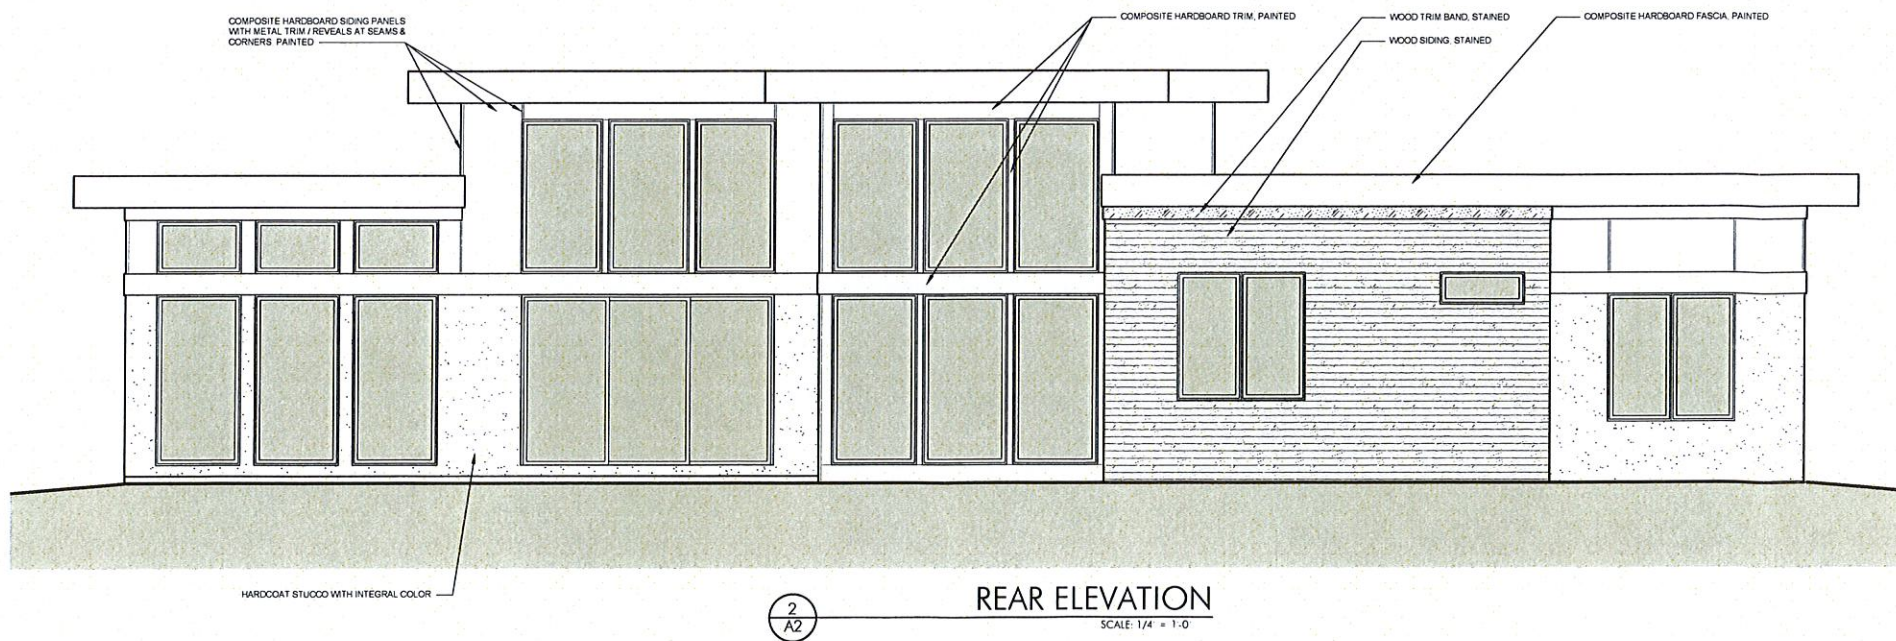 COMPOSITE HARDBOARD SIDING PANELS
WITH METAL TRIM / REVEALS AT SEAMS &
CORNERS PAINTED
COMPOSITE HARDBOARD TRIM, PAINTED
WOOD TRIM BAND, STAINED
WOOD SIDING, STAINED
COMPOSITE HARDBOARD FASCIA, PAINTED
HARDCOAT STUCCO WITH INTEGRAL COLOR
2
A2
REAR ELEVATION
SCALE: 1/4" = 1'-0"